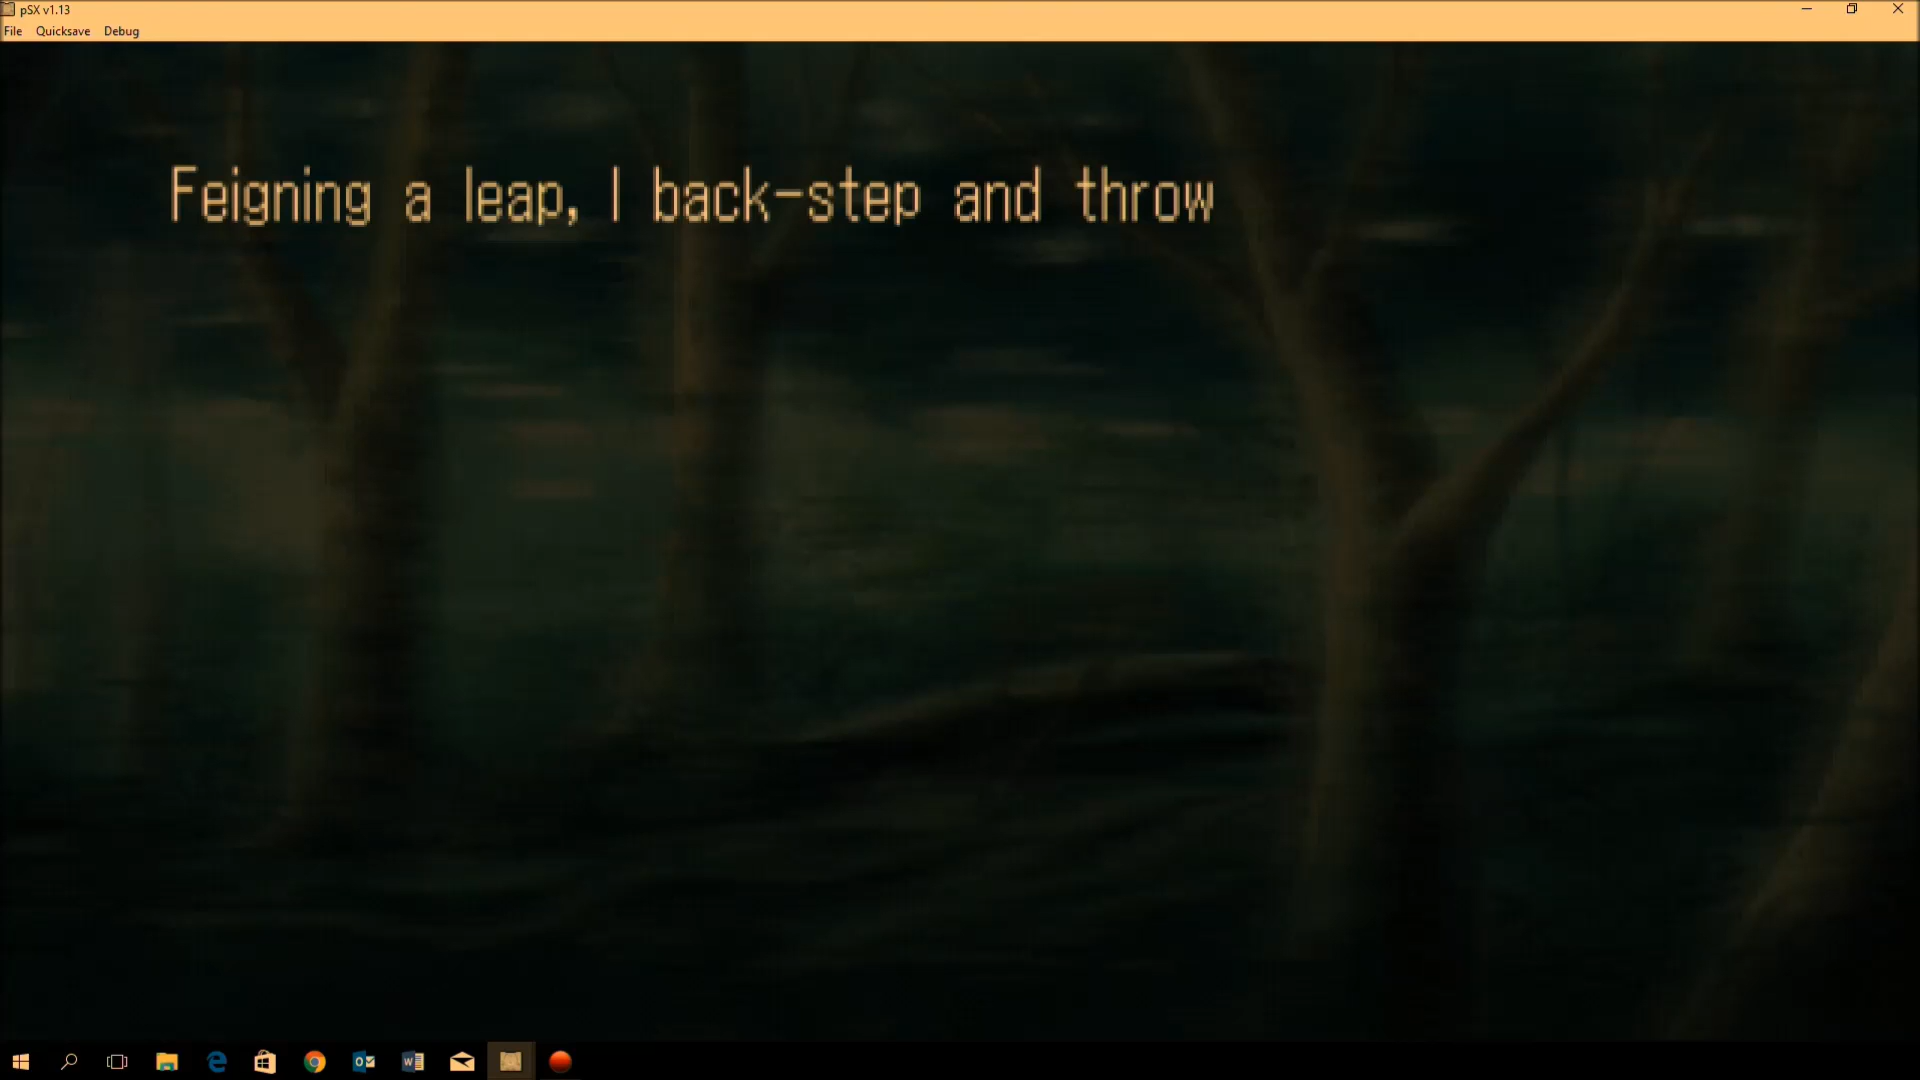 pSX v1.13
File Quicksave Debug
Feigning a leap, I back-step and throw